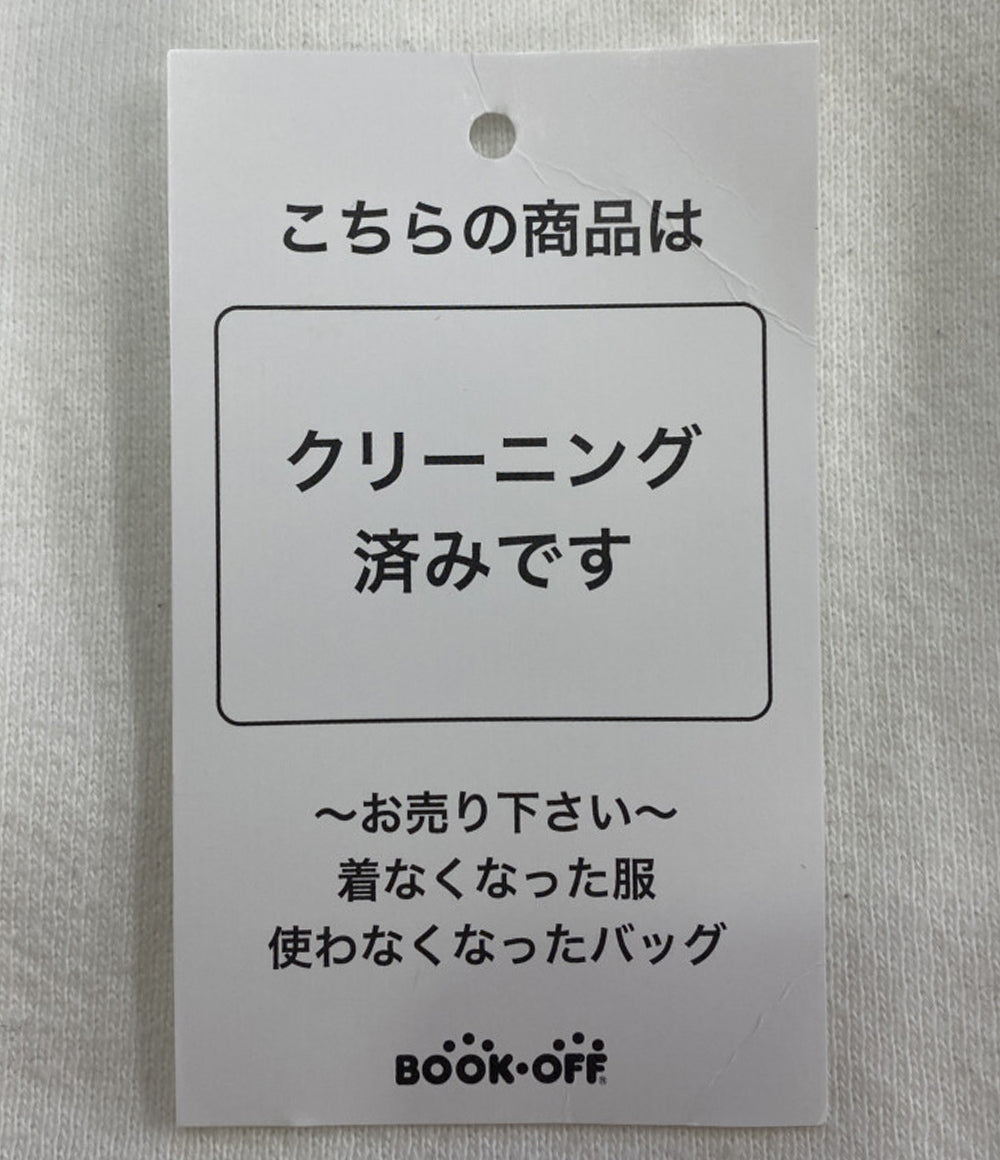 こちらの商品は
クリーニング
済みです
〜お売り下さい〜
着なくなった服
使わなくなったバッグ
BOOK・OFF®